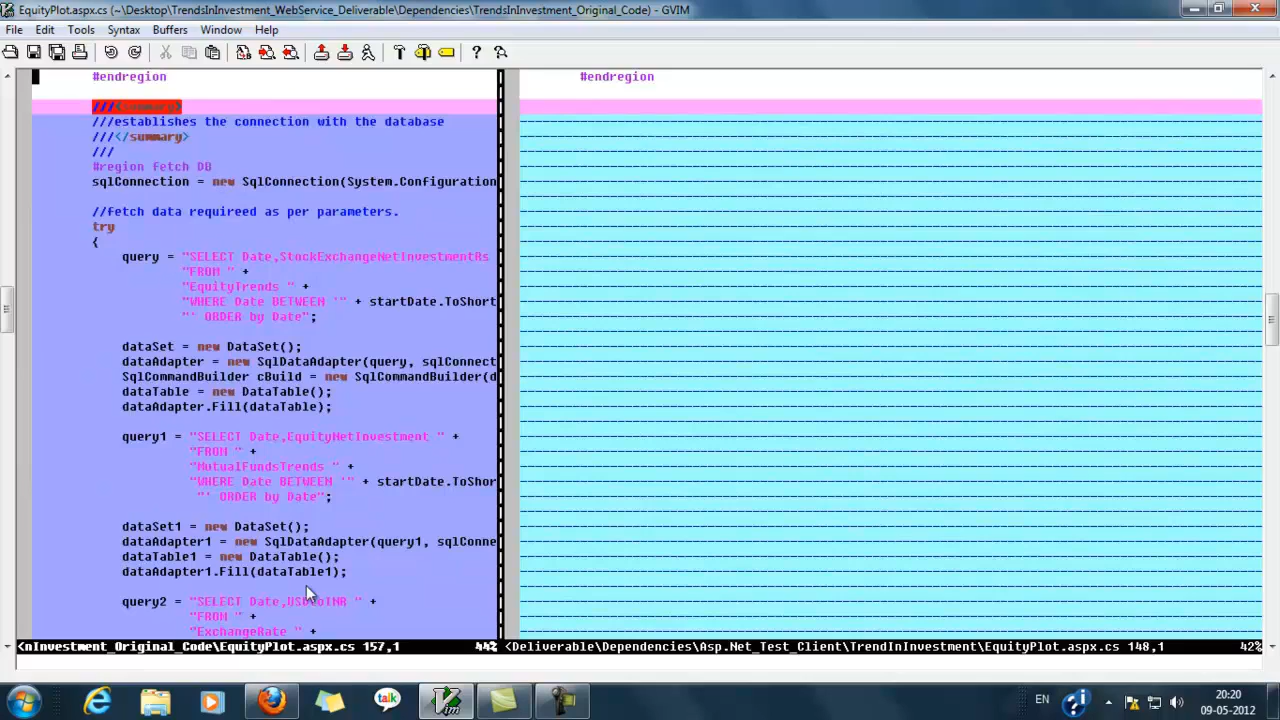 EquityPlot.aspx.cs (~\Desktop\TrendsInInvestment_WebService_Deliverable\Dependencies\TrendsInInvestment_Original_Code) - GVIM
File Edit Tools Syntax Buffers Window Help
#endregion
///<summary>
///establishes the connection with the database
///</summary>
///
#region fetch DB
sqlConnection = new SqlConnection(System.Configuration
//fetch data requireed as per parameters.
try
{
query = "SELECT Date,StockExchangeNetInvestmentRs
"FROM " +
"EquityTrends " +
"WHERE Date BETWEEN '" + startDate.ToShort
"' ORDER by Date";
dataSet = new DataSet();
dataAdapter = new SqlDataAdapter(query, sqlConnect
SqlCommandBuilder cBuild = new SqlCommandBuilder(d
dataTable = new DataTable();
dataAdapter.Fill(dataTable);
query1 = "SELECT Date,EquityNetInvestment " +
"FROM " +
"MutualFundsTrends " +
"WHERE Date BETWEEN '" + startDate.ToShort
"' ORDER by Date";
dataSet1 = new DataSet();
dataAdapter1 = new SqlDataAdapter(query1, sqlConne
dataTable1 = new DataTable();
dataAdapter1.Fill(dataTable1);
query2 = "SELECT Date,USDtoINR " +
"FROM " +
"ExchangeRate " +
<nInvestment_Original_Code\EquityPlot.aspx.cs 157,1 44%
#endregion
<Deliverable\Dependencies\Asp.Net_Test_Client\TrendInInvestment\EquityPlot.aspx.cs 148,1 42%
talk
EN
20:20
09-05-2012